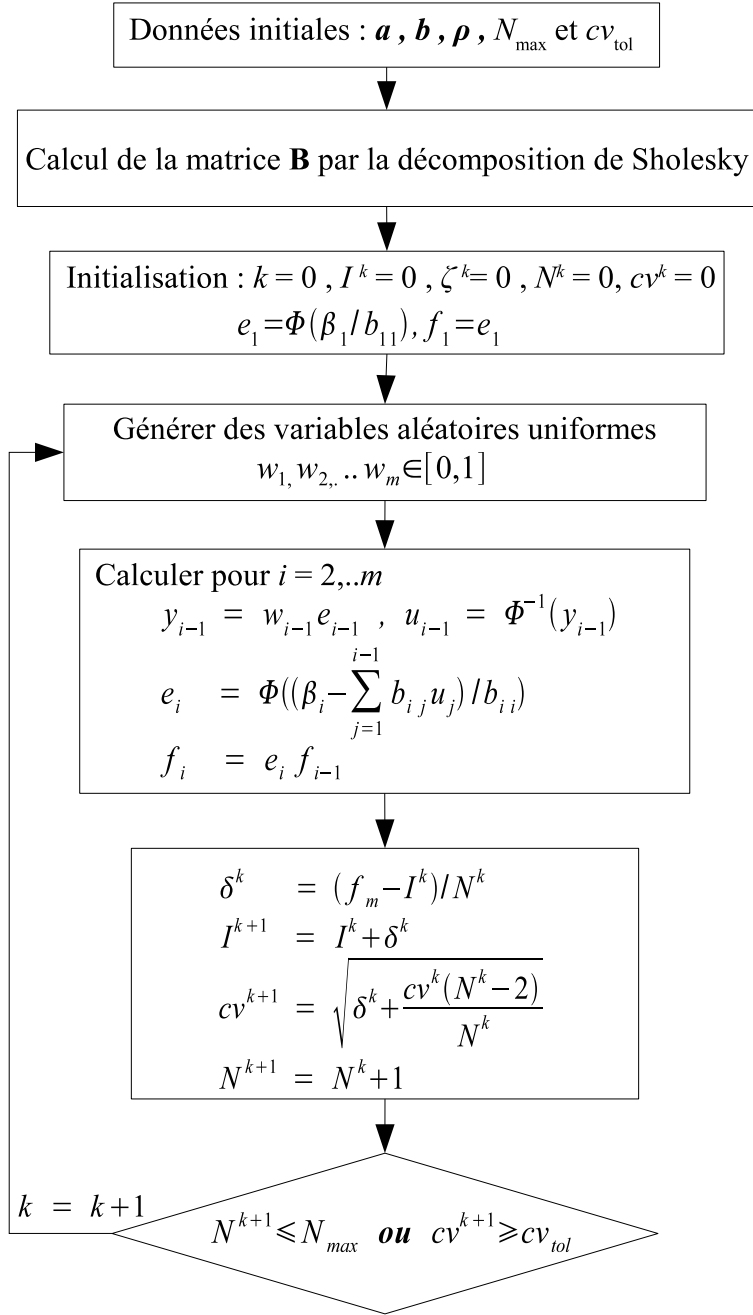 Données initiales : a , b , ρ , N_max et cv_tol
Calcul de la matrice B par la décomposition de Sholesky
Initialisation : k = 0 , I^k = 0 , ζ^k = 0 , N^k = 0, cv^k = 0
e_1 = Φ(β_1/b_11), f_1 = e_1
Générer des variables aléatoires uniformes
w_1, w_2, . .. w_m ∈ [0,1]
Calculer pour i = 2,..m
y_{i−1} = w_{i−1} e_{i−1} , u_{i−1} = Φ^{−1}(y_{i−1})
e_i = Φ((β_i − ∑_{j=1}^{i−1} b_{i j} u_j)/b_{i i})
f_i = e_i f_{i−1}
δ^k = (f_m − I^k)/N^k
I^{k+1} = I^k + δ^k
cv^{k+1} = √(δ^k + cv^k(N^k−2)/N^k)
N^{k+1} = N^k + 1
k = k+1
N^{k+1} ≤ N_max ou cv^{k+1} ≥ cv_tol